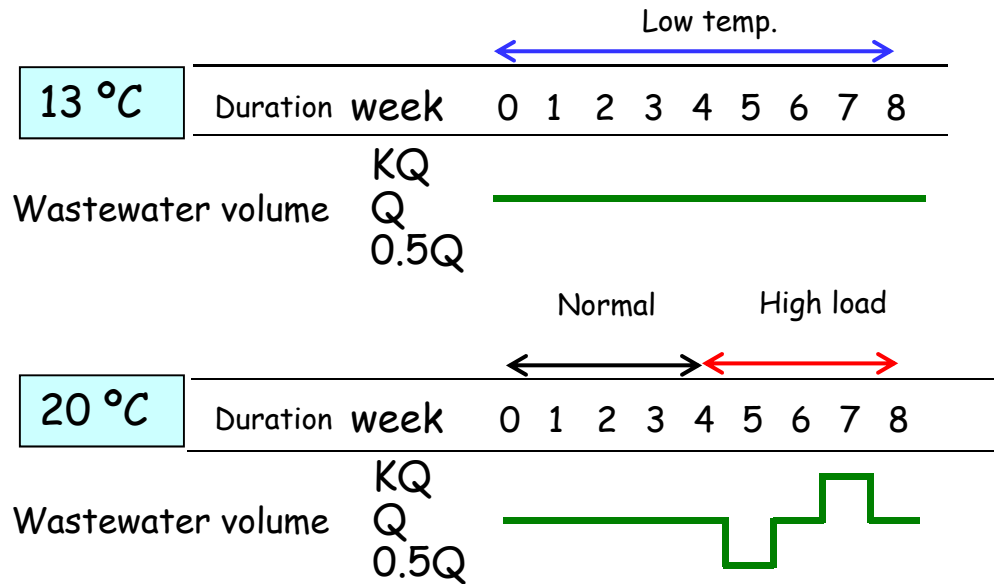 Low temp.
13 °C Duration week 0 1 2 3 4 5 6 7 8
KQ
Wastewater volume Q
0.5Q
Normal High load
20 °C Duration week 0 1 2 3 4 5 6 7 8
KQ
Wastewater volume Q
0.5Q